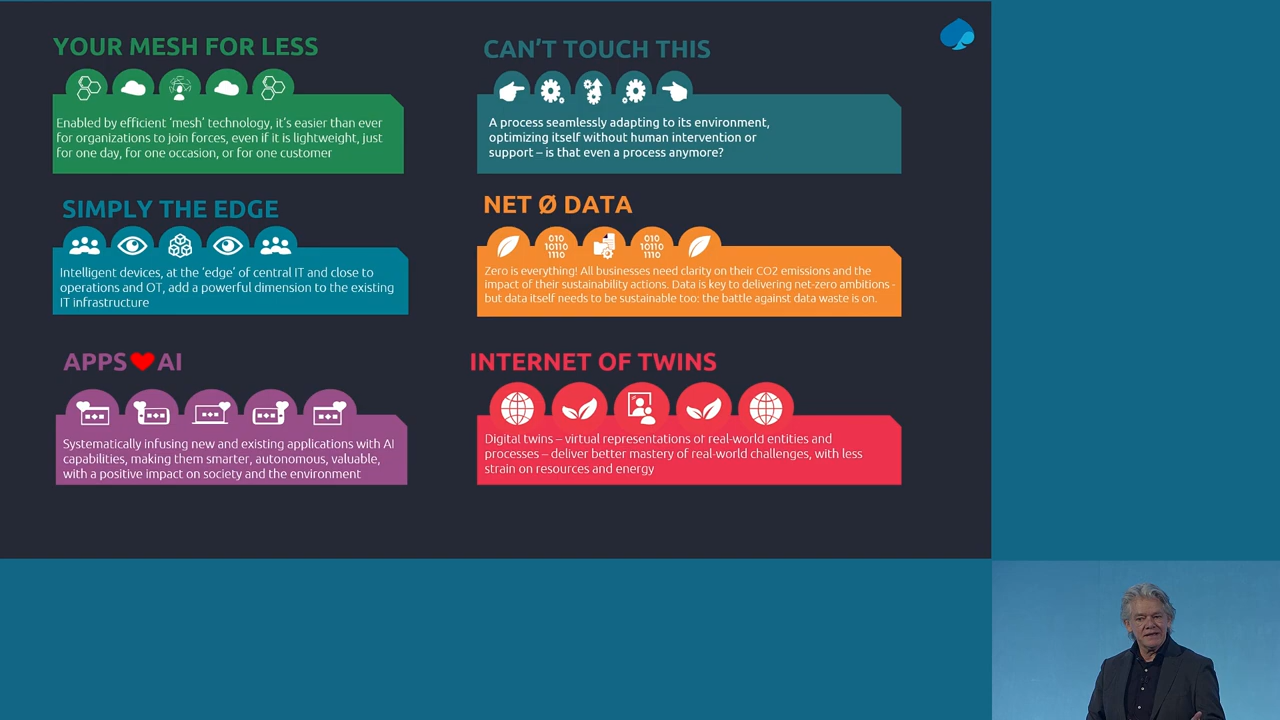 YOUR MESH FOR LESS
Enabled by efficient ‘mesh’ technology, it’s easier than ever
for organizations to join forces, even if it is lightweight, just
for one day, for one occasion, or for one customer
CAN’T TOUCH THIS
A process seamlessly adapting to its environment,
optimizing itself without human intervention or
support – is that even a process anymore?
SIMPLY THE EDGE
Intelligent devices, at the ‘edge’ of central IT and close to
operations and OT, add a powerful dimension to the existing
IT infrastructure
NET Ø DATA
010
10110
1110
010
10110
1110
Zero is everything! All businesses need clarity on their CO2 emissions and the
impact of their sustainability actions. Data is key to delivering net-zero ambitions -
but data itself needs to be sustainable too: the battle against data waste is on.
APPS❤AI
Systematically infusing new and existing applications with AI
capabilities, making them smarter, autonomous, valuable,
with a positive impact on society and the environment
INTERNET OF TWINS
Digital twins – virtual representations of real-world entities and
processes – deliver better mastery of real-world challenges, with less
strain on resources and energy